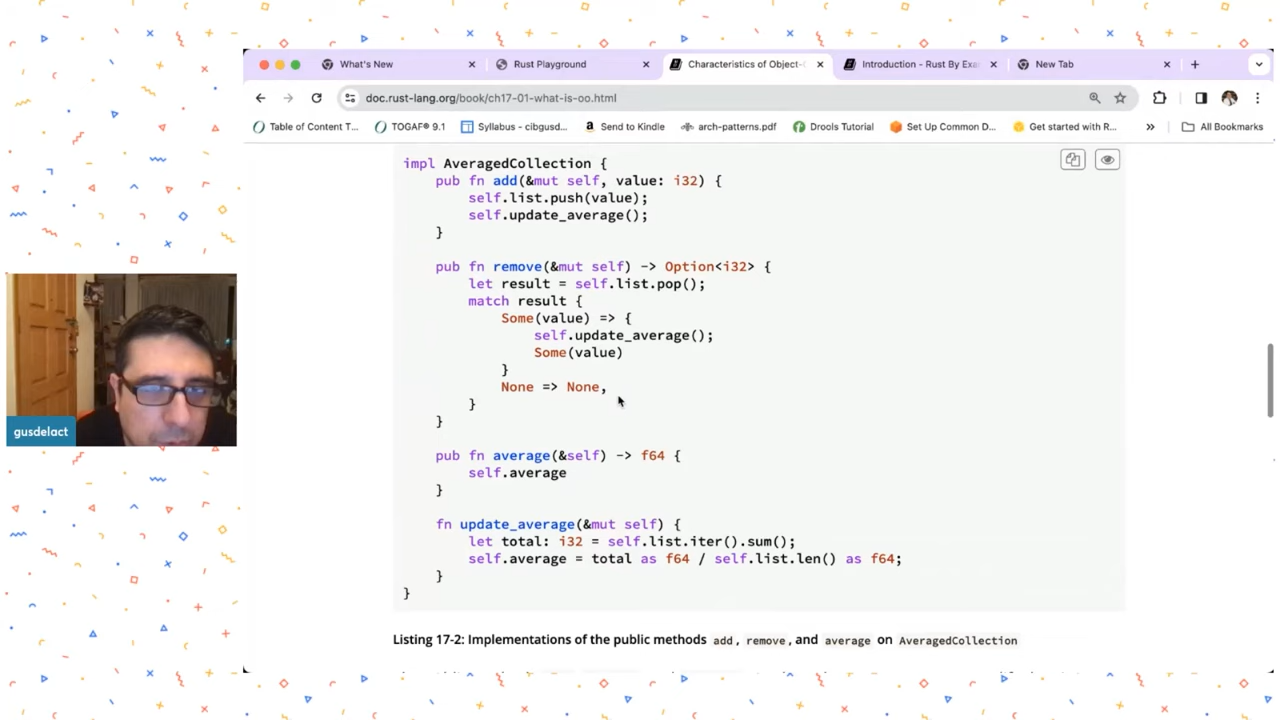 What's New
Rust Playground
Characteristics of Object-
Introduction - Rust By Exa
New Tab
doc.rust-lang.org/book/ch17-01-what-is-oo.html
Table of Content T...
TOGAF® 9.1
Syllabus - cibgusd...
Send to Kindle
arch-patterns.pdf
Drools Tutorial
Set Up Common D...
Get started with R...
All Bookmarks
impl AveragedCollection {
pub fn add(&mut self, value: i32) {
self.list.push(value);
self.update_average();
}
pub fn remove(&mut self) -> Option<i32> {
let result = self.list.pop();
match result {
Some(value) => {
self.update_average();
Some(value)
}
None => None,
}
}
pub fn average(&self) -> f64 {
self.average
}
fn update_average(&mut self) {
let total: i32 = self.list.iter().sum();
self.average = total as f64 / self.list.len() as f64;
}
}
Listing 17-2: Implementations of the public methods add, remove, and average on AveragedCollection
gusdelact